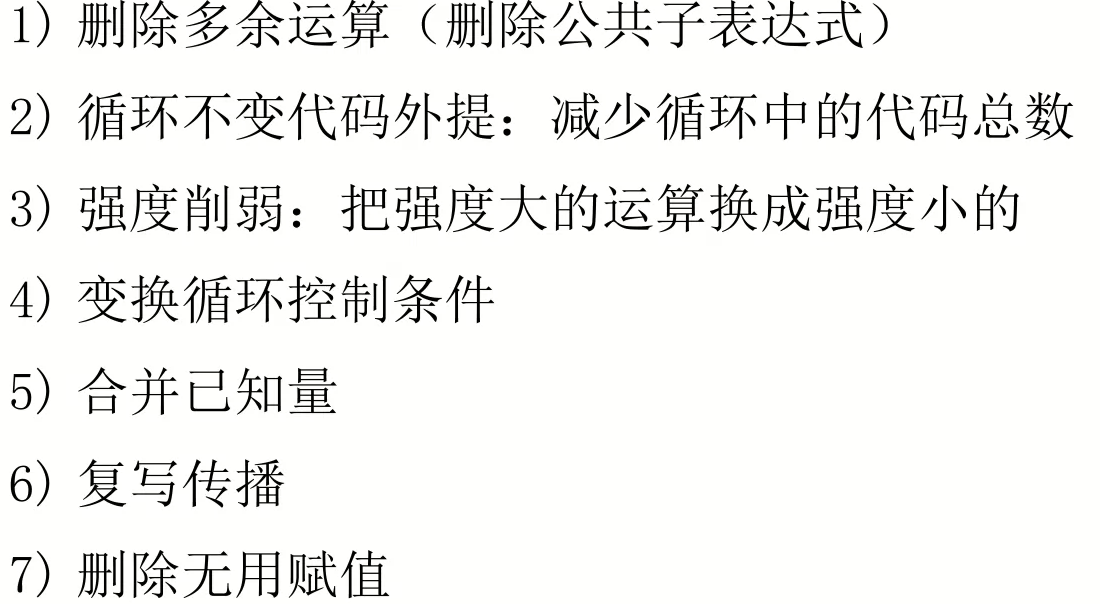 1) 删除多余运算（删除公共子表达式）
2) 循环不变代码外提：减少循环中的代码总数
3) 强度削弱：把强度大的运算换成强度小的
4) 变换循环控制条件
5) 合并已知量
6) 复写传播
7) 删除无用赋值